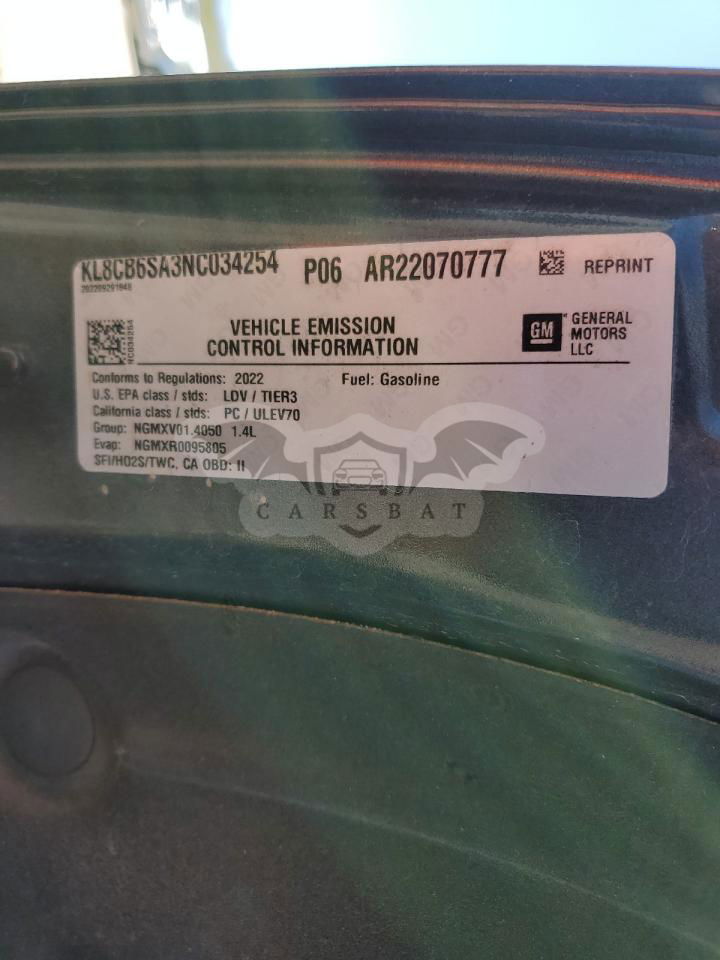 KL8CB6SA3NC034254 P06 AR22070777 REPRINT
202209291848
NC034254
VEHICLE EMISSION
CONTROL INFORMATION
GM
GENERAL
MOTORS
LLC
Conforms to Regulations: 2022 Fuel: Gasoline
U.S. EPA class / stds: LDV / TIER3
California class / stds: PC / ULEV70
Group: NGMXV01.4050 1.4L
Evap: NGMXR0095805
SFI/HO2S/TWC, CA OBD: II
CARSBAT